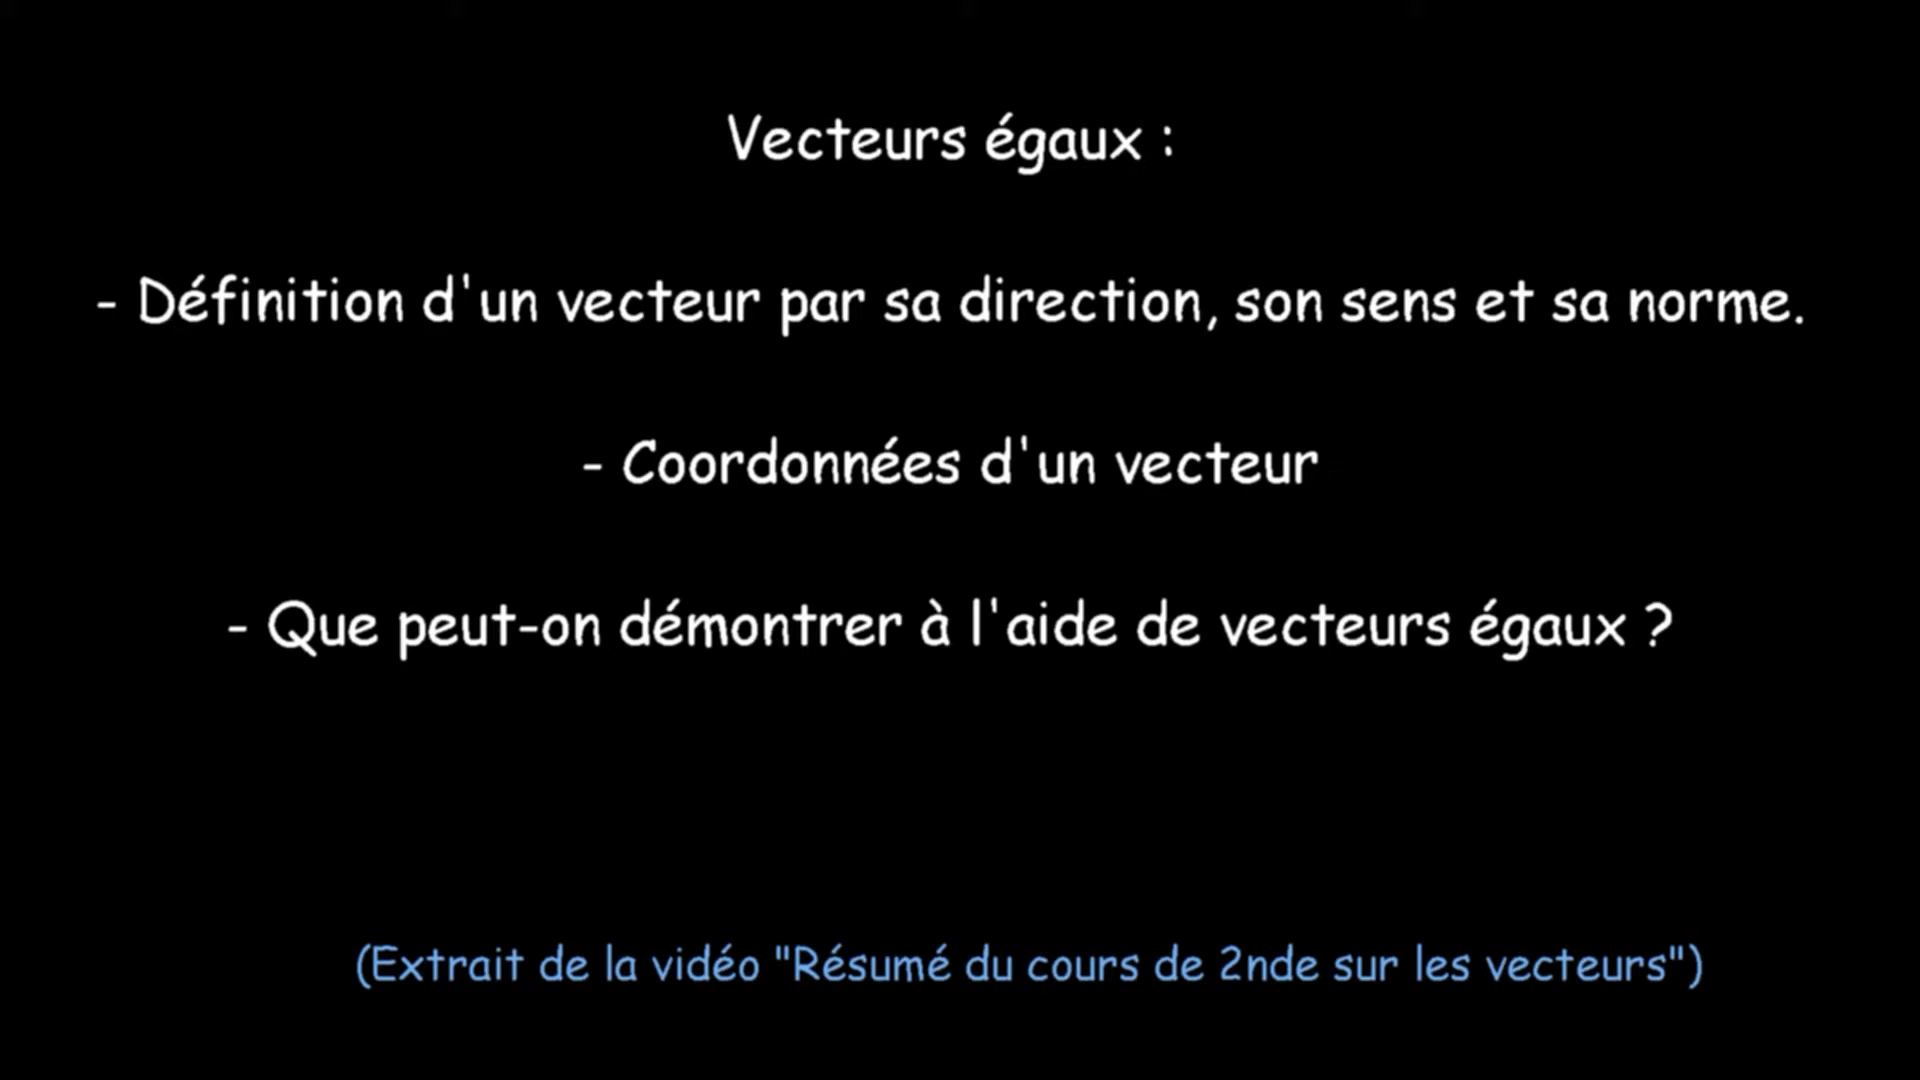 Vecteurs égaux :
- Définition d'un vecteur par sa direction, son sens et sa norme.
- Coordonnées d'un vecteur
- Que peut-on démontrer à l'aide de vecteurs égaux ?
(Extrait de la vidéo "Résumé du cours de 2nde sur les vecteurs")